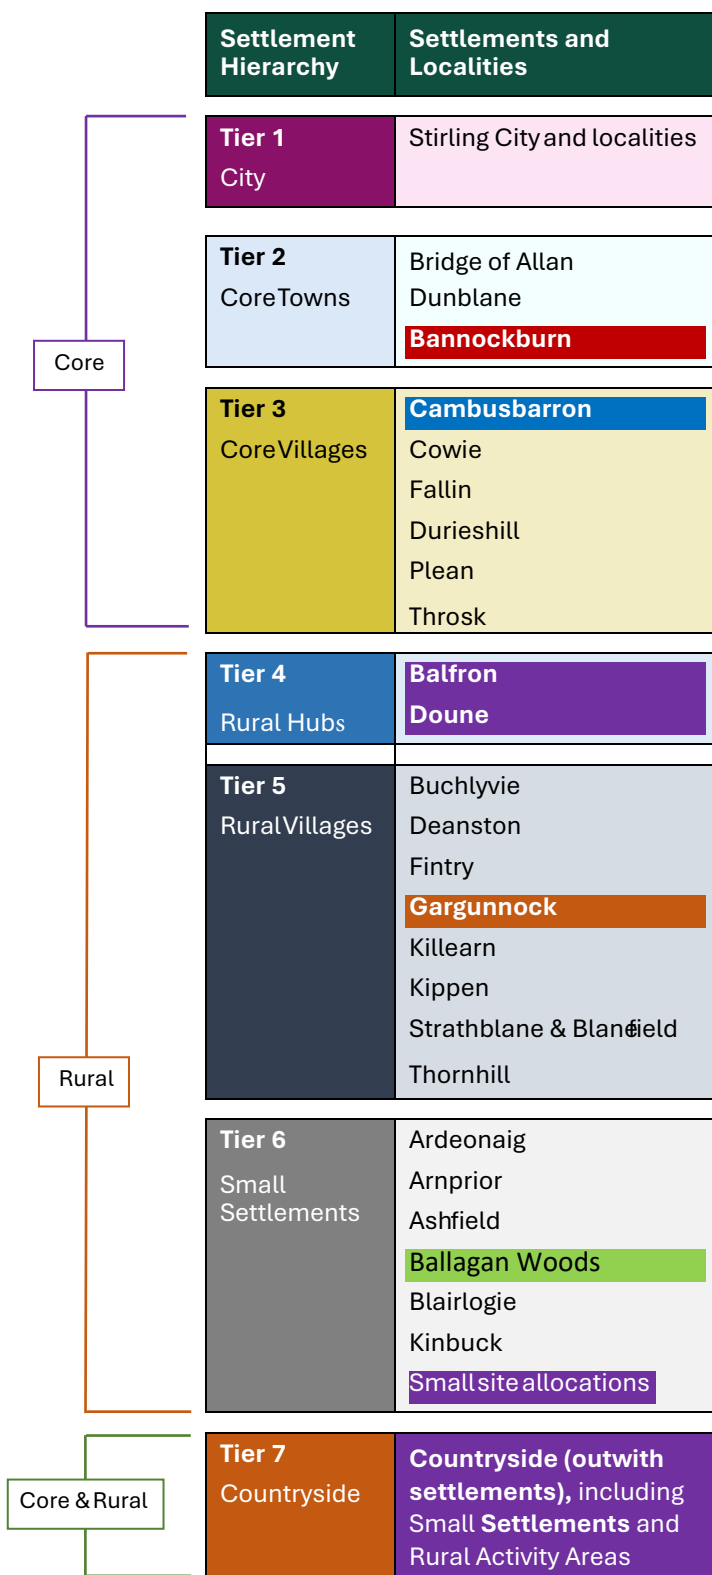 Settlement
Hierarchy
Settlements and
Localities
Core
Tier 1
City
Stirling City and localities
Tier 2
Core Towns
Bridge of Allan
Dunblane
Bannockburn
Tier 3
Core Villages
Cambusbarron
Cowie
Fallin
Durieshill
Plean
Throsk
Rural
Tier 4
Rural Hubs
Balfron
Doune
Tier 5
Rural Villages
Buchlyvie
Deanston
Fintry
Gargunnock
Killearn
Kippen
Strathblane & Blanefield
Thornhill
Tier 6
Small
Settlements
Ardeonaig
Arnprior
Ashfield
Ballagan Woods
Blairlogie
Kinbuck
Small site allocations
Core & Rural
Tier 7
Countryside
Countryside (outwith
settlements), including
Small Settlements and
Rural Activity Areas